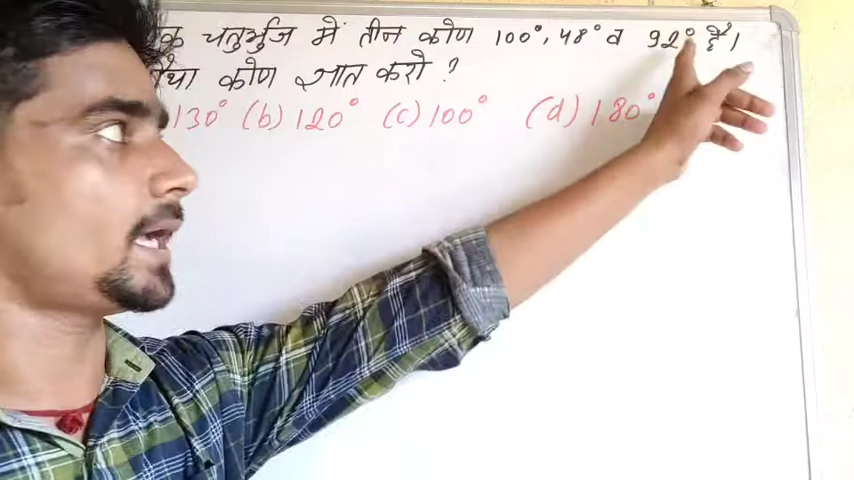 क चतुर्भुज में तीन कोण 100°, 48° व 92° हैं।
था कोण ज्ञात करो ?
130° (b) 120° (c) 100° (d) 180°